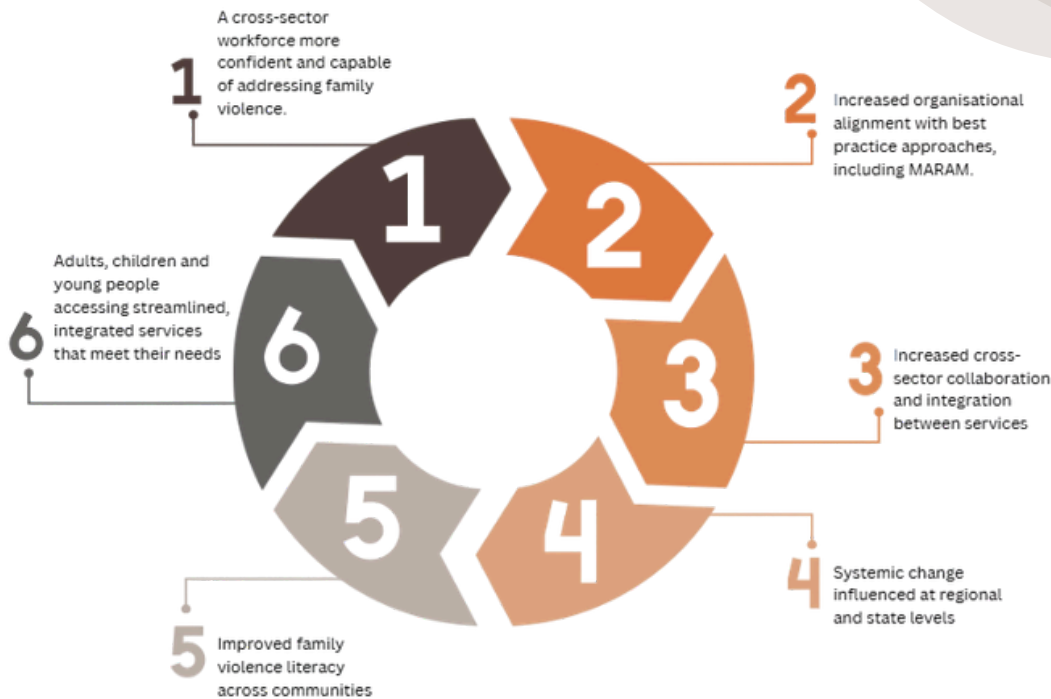 A cross-sector
workforce more
confident and capable
of addressing family
violence.
1
2
Increased organisational
alignment with best
practice approaches,
including MARAM.
1
2
Adults, children and
young people
accessing streamlined,
integrated services
that meet their needs
6
6
3
3
Increased cross-
sector collaboration
and integration
between services
5
4
4
Systemic change
influenced at regional
and state levels
5
Improved family
violence literacy
across communities